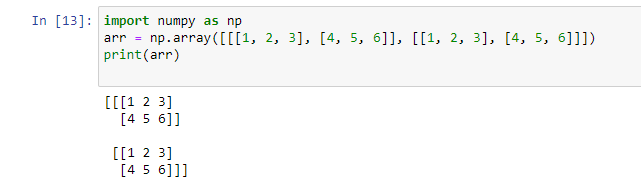 In [13]: import numpy as np
arr = np.array([[[1, 2, 3], [4, 5, 6]], [[1, 2, 3], [4, 5, 6]]])
print(arr)
[[[1 2 3]
  [4 5 6]]
 [[1 2 3]
  [4 5 6]]]